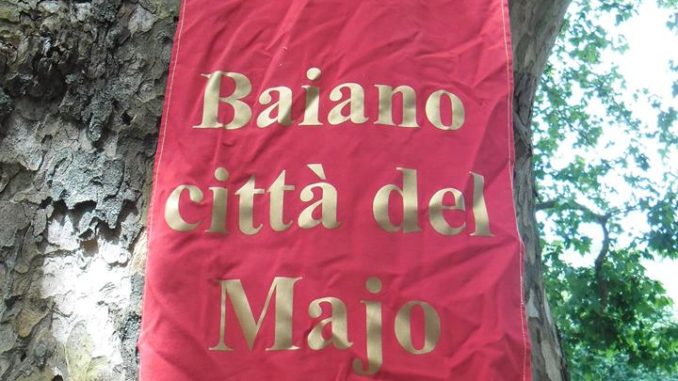 Baiano
città del
Majo